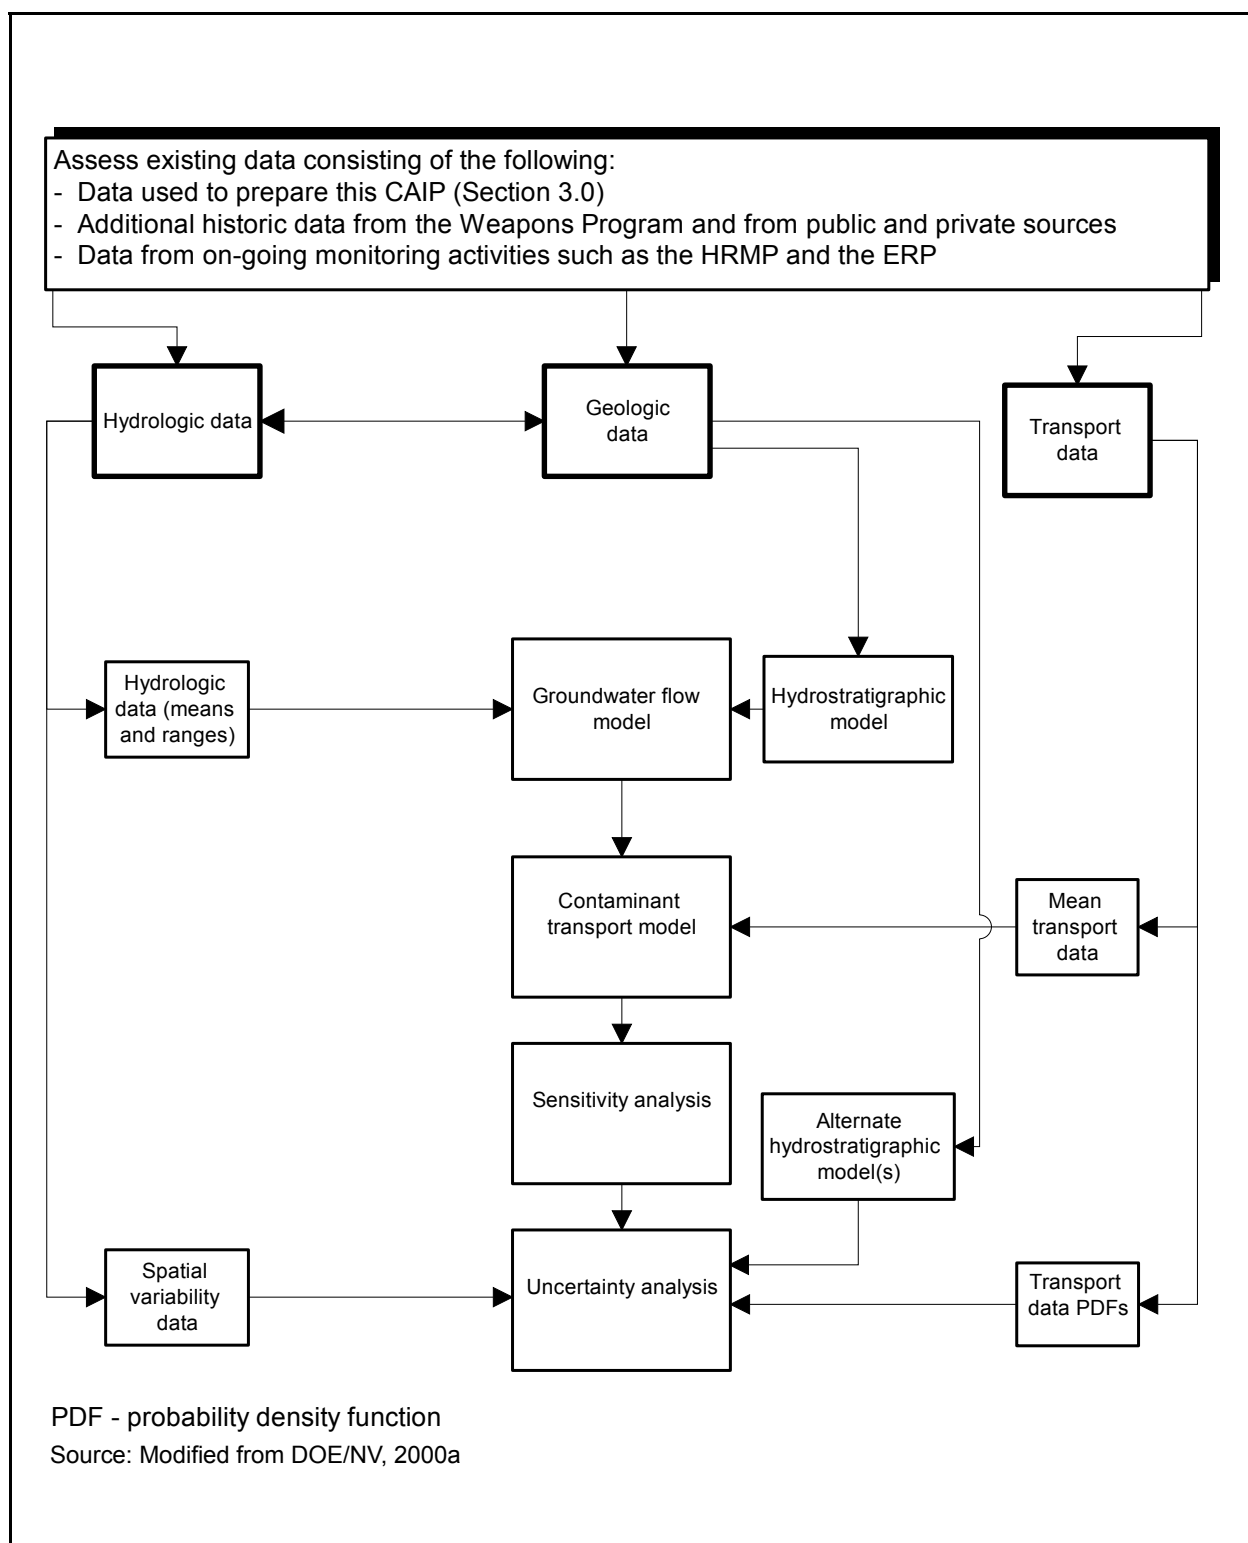 Assess existing data consisting of the following:
- Data used to prepare this CAIP (Section 3.0)
- Additional historic data from the Weapons Program and from public and private sources
- Data from on-going monitoring activities such as the HRMP and the ERP
Hydrologic data
Geologic
data
Transport
data
Hydrologic
data (means
and ranges)
Groundwater flow
model
Hydrostratigraphic
model
Contaminant
transport model
Mean
transport
data
Sensitivity analysis
Alternate
hydrostratigraphic
model(s)
Spatial
variability
data
Uncertainty analysis
Transport
data PDFs
PDF - probability density function
Source: Modified from DOE/NV, 2000a